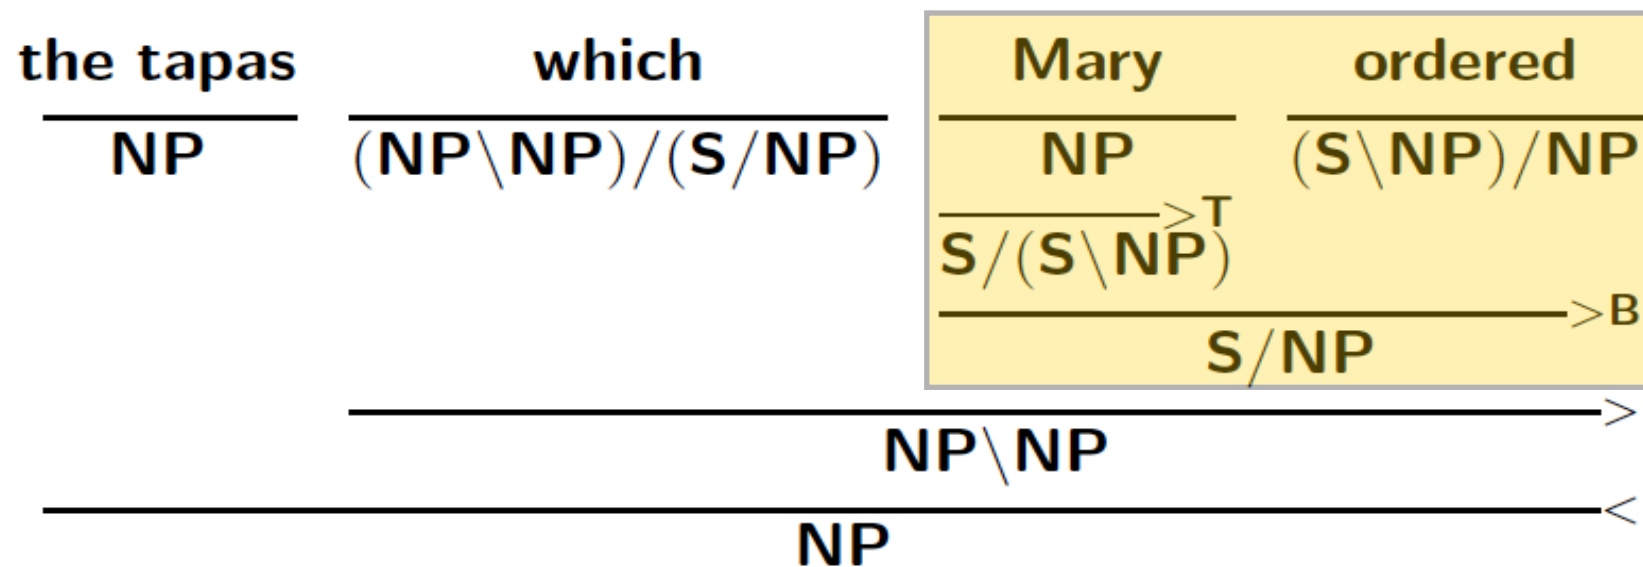 the tapas which Mary ordered
NP (NP\NP)/(S/NP) NP (S\NP)/NP
>T
S/(S\NP)
>B
S/NP
>
NP\NP
<
NP